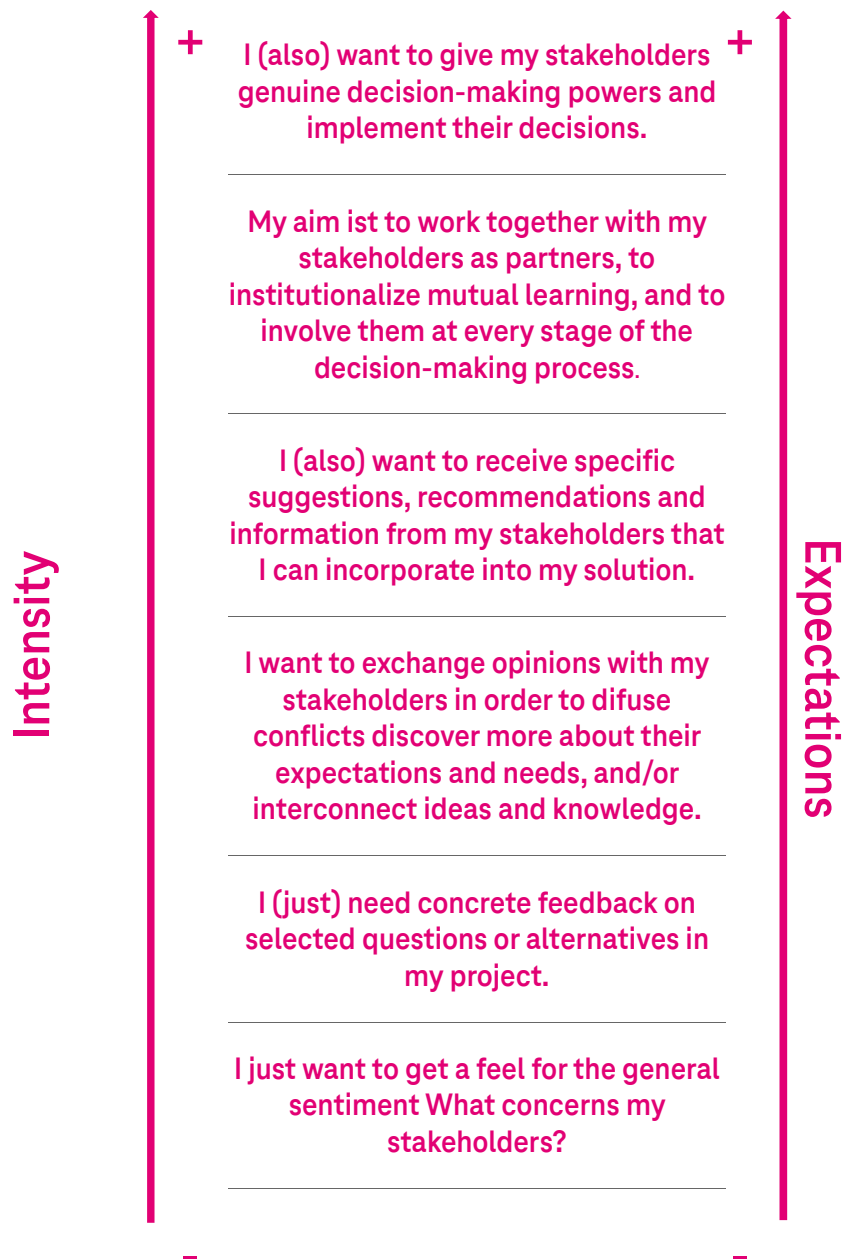 +
+
I (also) want to give my stakeholders
genuine decision-making powers and
implement their decisions.
My aim ist to work together with my
stakeholders as partners, to
institutionalize mutual learning, and to
involve them at every stage of the
decision-making process.
I (also) want to receive specific
suggestions, recommendations and
information from my stakeholders that
I can incorporate into my solution.
Intensity
Expectations
I want to exchange opinions with my
stakeholders in order to difuse
conflicts discover more about their
expectations and needs, and/or
interconnect ideas and knowledge.
I (just) need concrete feedback on
selected questions or alternatives in
my project.
I just want to get a feel for the general
sentiment What concerns my
stakeholders?
-
-